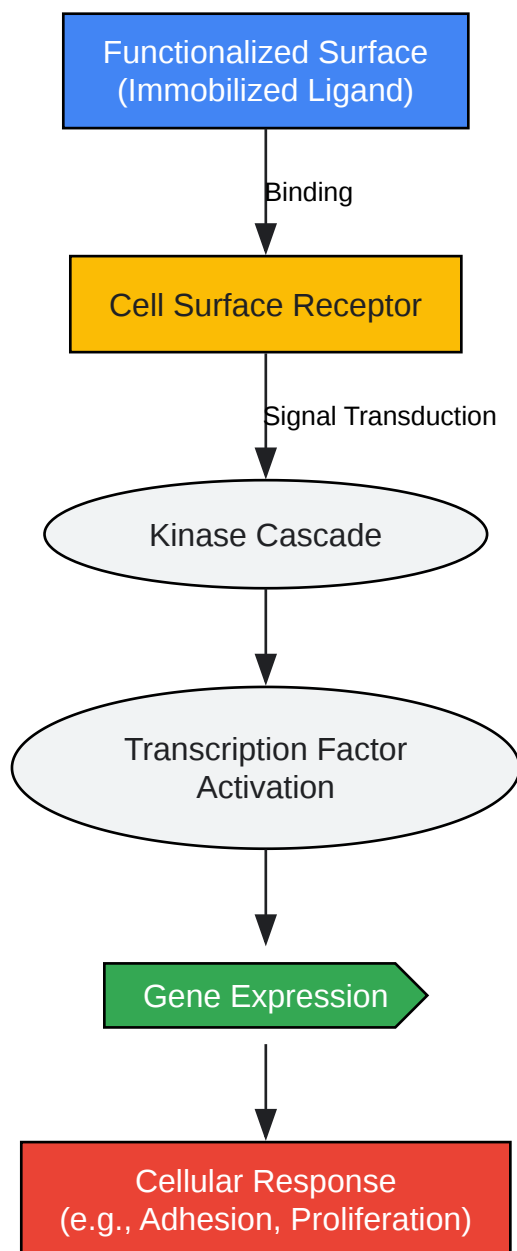 Functionalized Surface
(Immobilized Ligand)
Binding
Cell Surface Receptor
Signal Transduction
Kinase Cascade
Transcription Factor
Activation
Gene Expression
Cellular Response
(e.g., Adhesion, Proliferation)